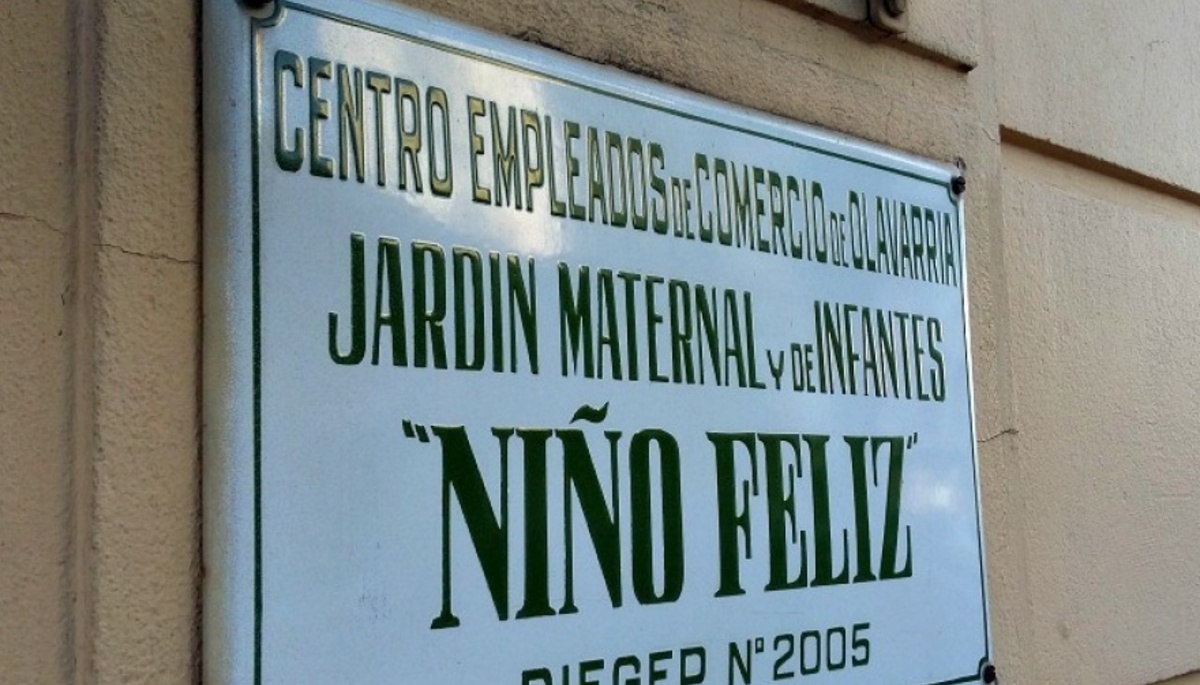 CENTRO EMPLEADOS DE COMERCIO DE OLAVARRIA
JARDIN MATERNAL Y DE INFANTES
"NIÑO FELIZ"
DIEGEP Nº 2005